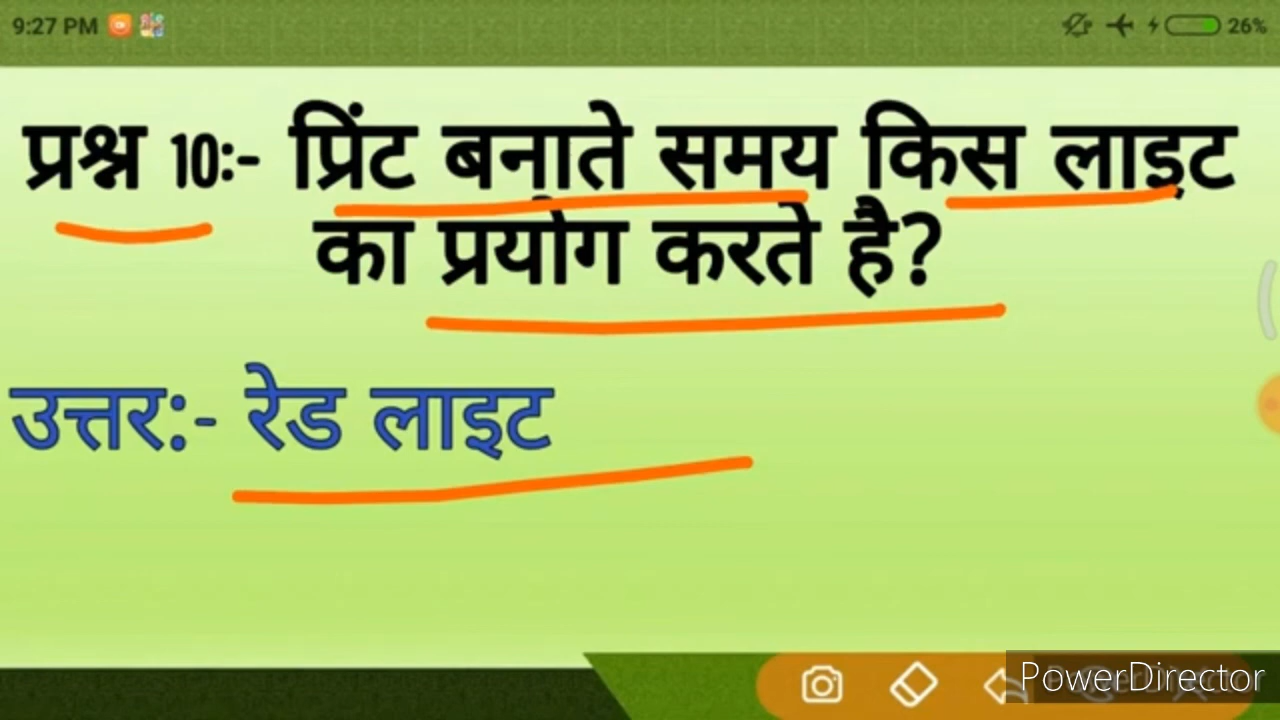 9:27 PM 26%
प्रश्न 10:- प्रिंट बनाते समय किस लाइट
का प्रयोग करते है?
उत्तर:- रेड लाइट
PowerDirector